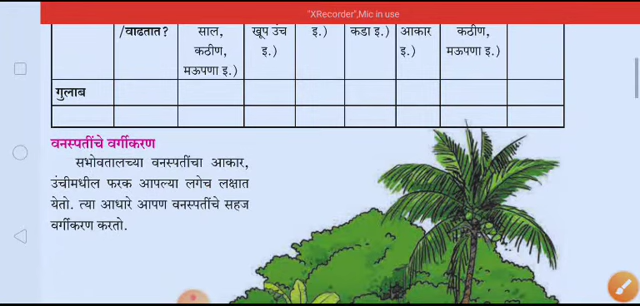 "XRecorder",Mic in use
/वाढतात? साल, खूप उंच इ.) कडा इ.) आकार कठीण,
कठीण, इ.) इ.) मऊपणा इ.)
मऊपणा इ.)
गुलाब
वनस्पतींचे वर्गीकरण
सभोवतालच्या वनस्पतींचा आकार,
उंचीमधील फरक आपल्या लगेच लक्षात
येतो. त्या आधारे आपण वनस्पतींचे सहज
वर्गीकरण करतो.